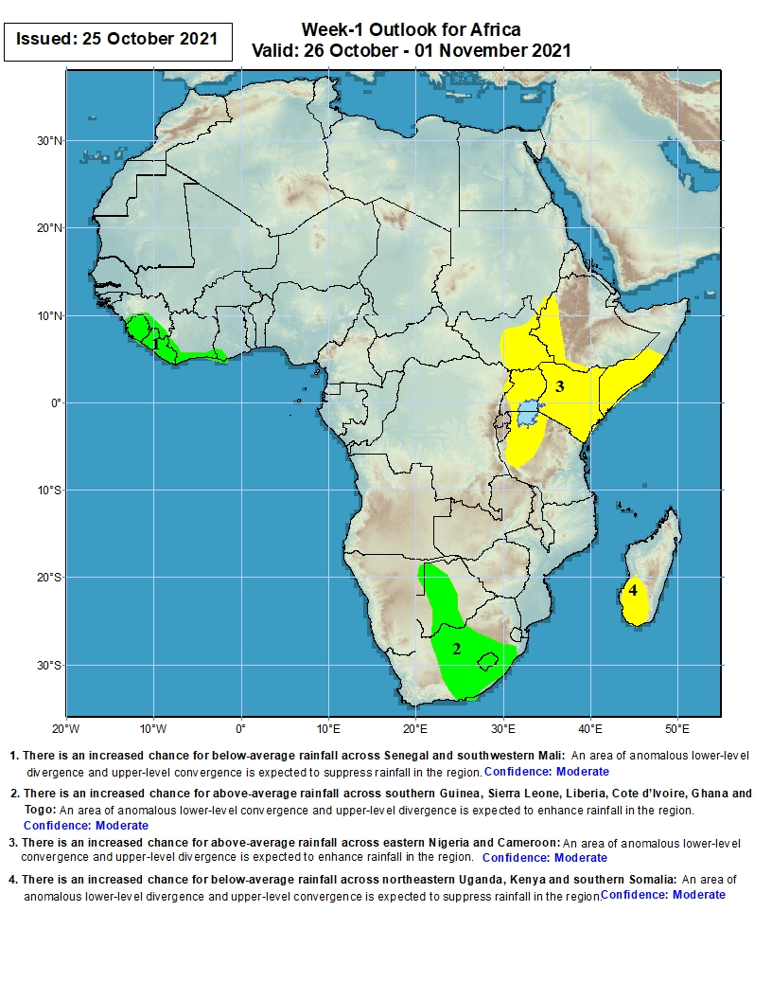 Issued: 25 October 2021
Week-1 Outlook for Africa
Valid: 26 October - 01 November 2021
30°N
20°N
10°N
0°
10°S
20°S
30°S
1
3
4
2
20°W
10°W
0°
10°E
20°E
30°E
40°E
50°E
1. There is an increased chance for below-average rainfall across Senegal and southwestern Mali: An area of anomalous lower-level
divergence and upper-level convergence is expected to suppress rainfall in the region. Confidence: Moderate
2. There is an increased chance for above-average rainfall across southern Guinea, Sierra Leone, Liberia, Cote d'Ivoire, Ghana and
Togo: An area of anomalous lower-level convergence and upper-level divergence is expected to enhance rainfall in the region.
Confidence: Moderate
3. There is an increased chance for above-average rainfall across eastern Nigeria and Cameroon: An area of anomalous lower-level
convergence and upper-level divergence is expected to enhance rainfall in the region. Confidence: Moderate
4. There is an increased chance for below-average rainfall across northeastern Uganda, Kenya and southern Somalia: An area of
anomalous lower-level divergence and upper-level convergence is expected to suppress rainfall in the region. Confidence: Moderate